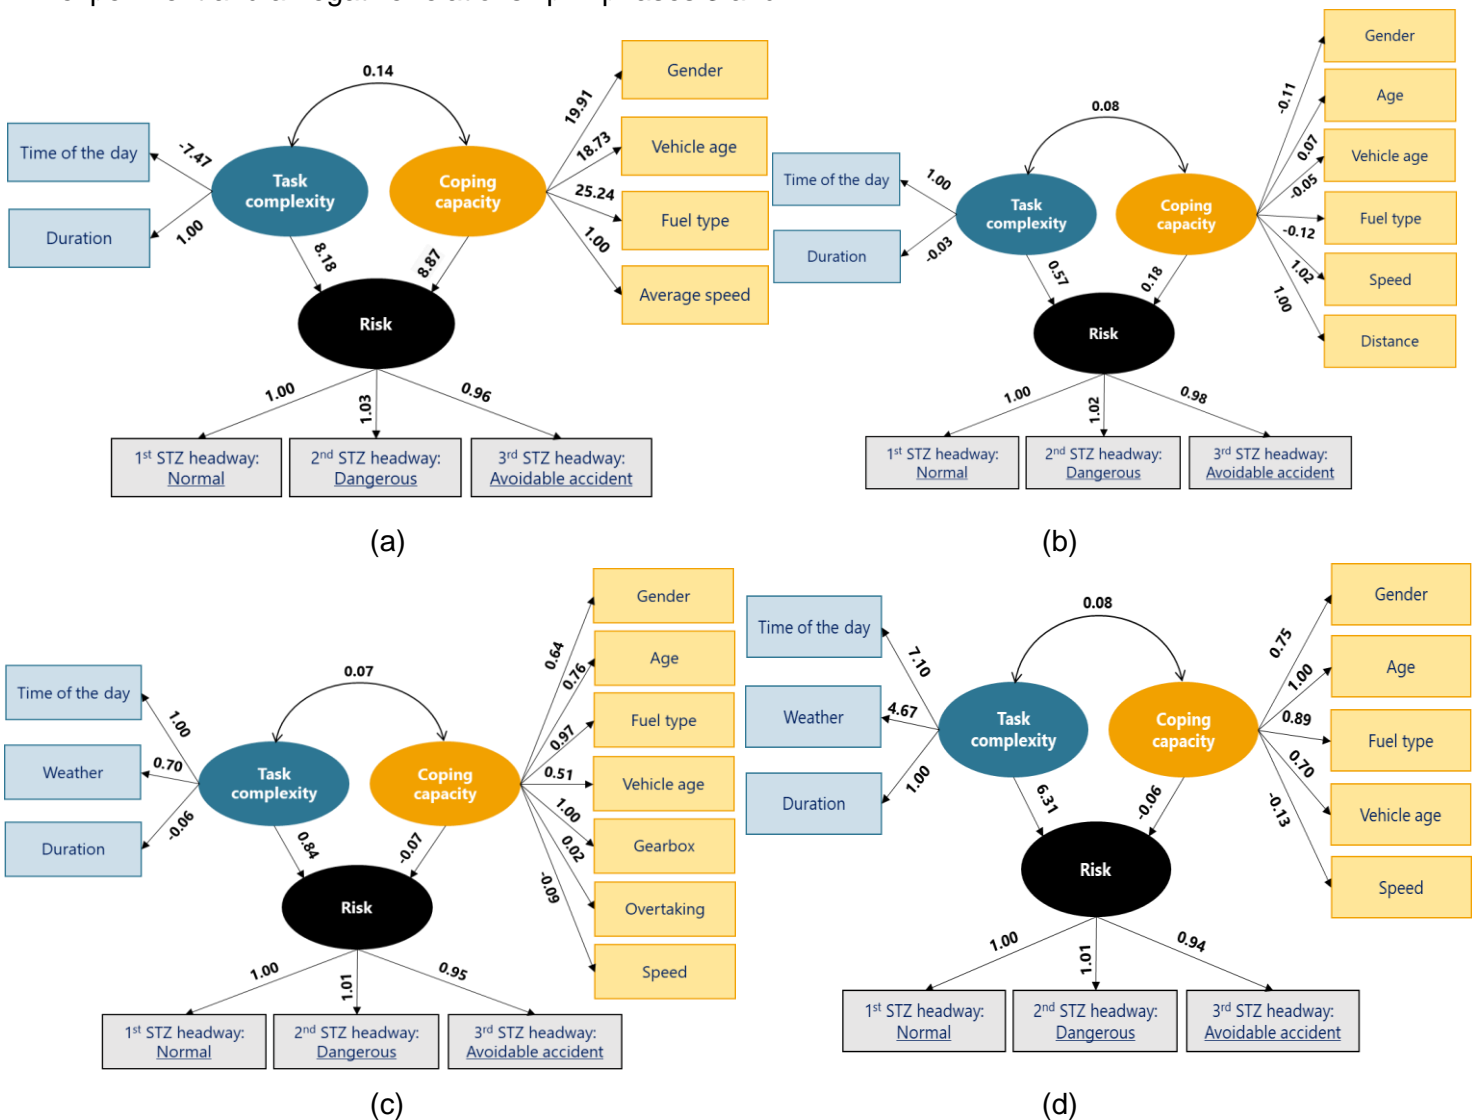 0.14
Gender
19.91
Time of the day
-7.47
Task
complexity
Coping
capacity
18.73
Vehicle age
25.24
Fuel type
Duration
1.00
1.00
Average speed
8.18
8.87
Risk
1.00
1.03
0.96
1st STZ headway:
Normal
2nd STZ headway:
Dangerous
3rd STZ headway:
Avoidable accident
(a)
Gender
-0.11
0.08
Age
0.07
Vehicle age
-0.05
Time of the day
1.00
Task
complexity
Coping
capacity
Fuel type
-0.12
Duration
-0.03
1.02
Speed
1.00
Distance
0.57
0.18
Risk
1.00
1.02
0.98
1st STZ headway:
Normal
2nd STZ headway:
Dangerous
3rd STZ headway:
Avoidable accident
(b)
Gender
0.64
Age
0.76
0.07
Time of the day
1.00
Fuel type
0.97
Weather
0.70
Task
complexity
Coping
capacity
0.51
Vehicle age
Duration
-0.06
1.00
Gearbox
0.02
Overtaking
-0.09
Speed
0.84
-0.07
Risk
1.00
1.01
0.95
1st STZ headway:
Normal
2nd STZ headway:
Dangerous
3rd STZ headway:
Avoidable accident
(c)
0.08
Gender
0.75
Time of the day
7.10
Age
1.00
Weather
4.67
Task
complexity
Coping
capacity
0.89
Fuel type
Duration
1.00
0.70
Vehicle age
-0.13
Speed
6.31
-0.06
Risk
1.00
1.01
0.94
1st STZ headway:
Normal
2nd STZ headway:
Dangerous
3rd STZ headway:
Avoidable accident
(d)